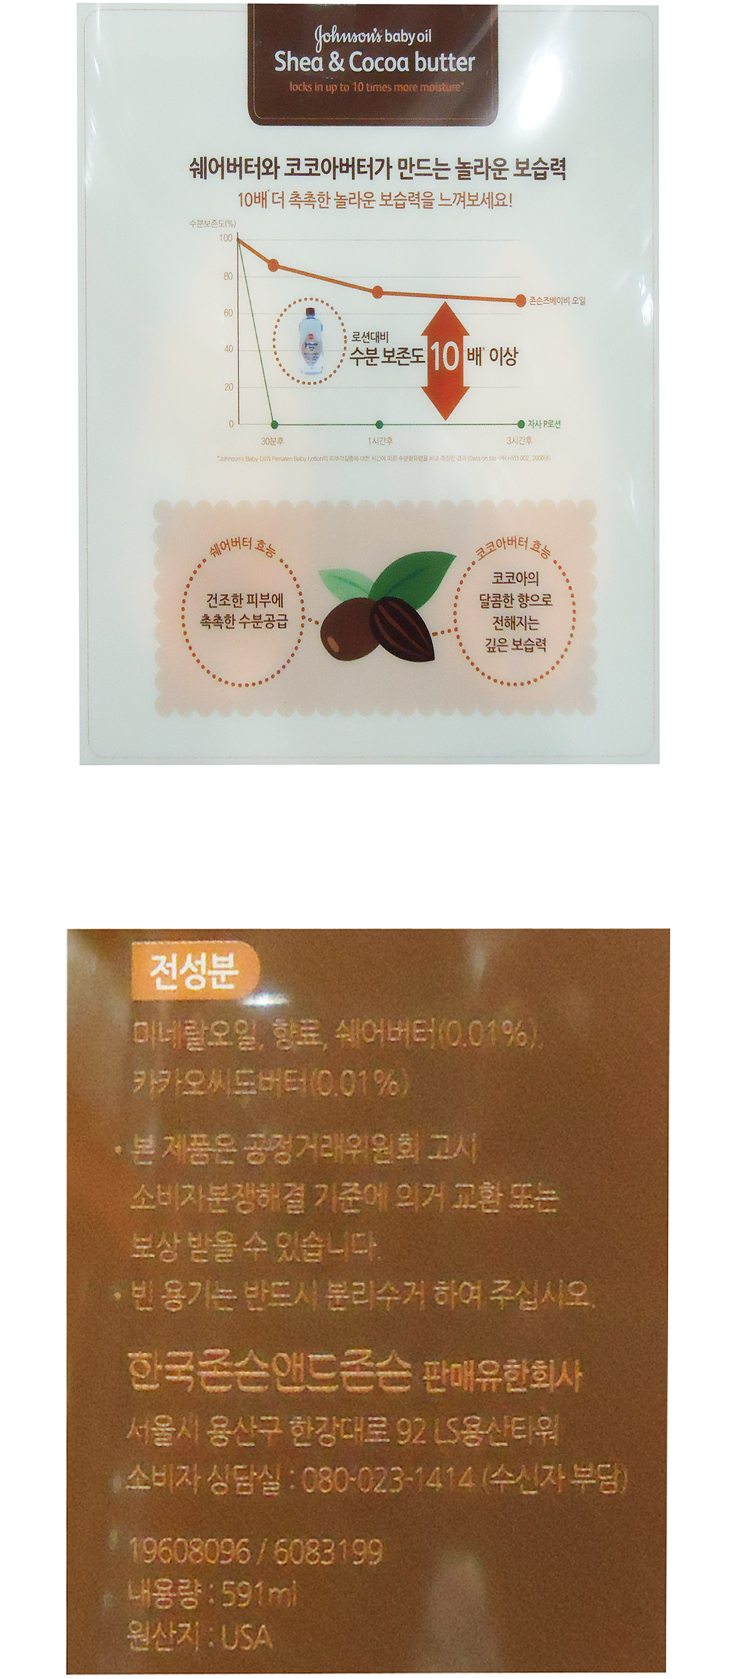 Johnson's baby oil
Shea & Cocoa butter
locks in up to 10 times more moisture*
쉐어버터와 코코아버터가 만드는 놀라운 보습력
10배* 더 촉촉한 놀라운 보습력을 느껴보세요!
수분보존도(%)
100
80
60
40
20
0
존슨즈베이비 오일
로션대비
수분 보존도 10 배* 이상
자사 P로션
30분후
1시간후
3시간후
쉐어버터 효능
건조한 피부에
촉촉한 수분공급
코코아버터 효능
코코아의
달콤한 향으로
전해지는
깊은 보습력
전성분
미네랄오일, 향료, 쉐어버터(0.01%),
카카오씨드버터(0.01%)
• 본 제품은 공정거래위원회 고시
소비자분쟁해결 기준에 의거 교환 또는
보상 받을 수 있습니다.
• 빈 용기는 반드시 분리수거 하여 주십시오.
한국존슨앤드존슨 판매유한회사
서울시 용산구 한강대로 92 LS용산타워
소비자 상담실 : 080-023-1414 (수신자 부담)
19608096 / 6083199
내용량 : 591ml
원산지 : USA